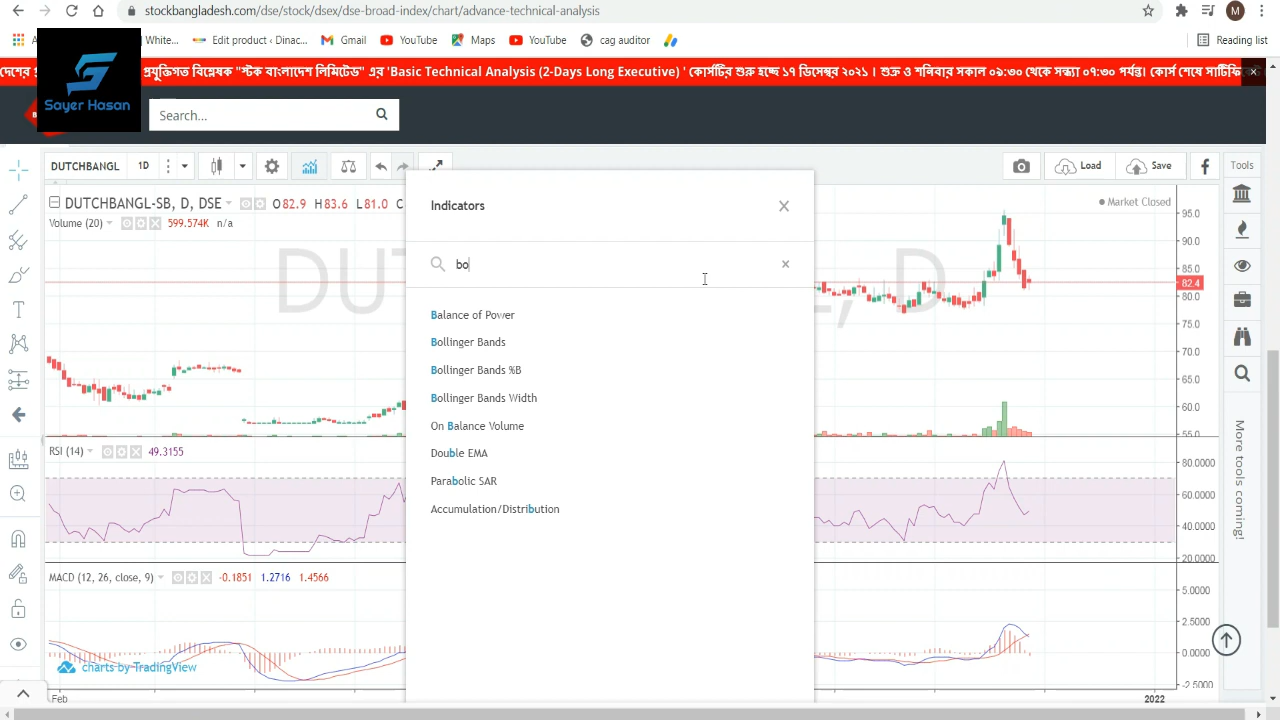 stockbangladesh.com/dse/stock/dsex/dse-broad-index/chart/advance-technical-analysis
M
White...
Edit product ‹ Dinac...
Gmail
YouTube
Maps
YouTube
cag auditor
Reading list
প্রযুক্তিগত বিশ্লেষক "স্টক বাংলাদেশ লিমিটেড" এর 'Basic Technical Analysis (2-Days Long Executive) ' কোর্সটির শুরু হচ্ছে ১৭ ডিসেম্বর ২০২১ । শুক্র ও শনিবার সকাল ০৯:৩০ থেকে সন্ধ্যা ০৭:৩০ পর্যন্ত। কোর্স শেষে
Sayer Hasan
Search...
DUTCHBANGL 1D Load Save Tools
DUTCHBANGL-SB, D, DSE O82.9 H83.6 L81.0 C
Volume (20) 599.574K n/a
Market Closed
Indicators
bo
Balance of Power
Bollinger Bands
Bollinger Bands %B
Bollinger Bands Width
On Balance Volume
Double EMA
Parabolic SAR
Accumulation/Distribution
95.0
90.0
85.0
82.4
80.0
75.0
70.0
65.0
60.0
55.0
RSI (14) 49.3155
80.0000
60.0000
40.0000
20.0000
MACD (12, 26, close, 9) -0.1851 1.2716 1.4566
5.0000
2.5000
0.0000
-2.5000
charts by TradingView
Feb
2022
More tools coming!